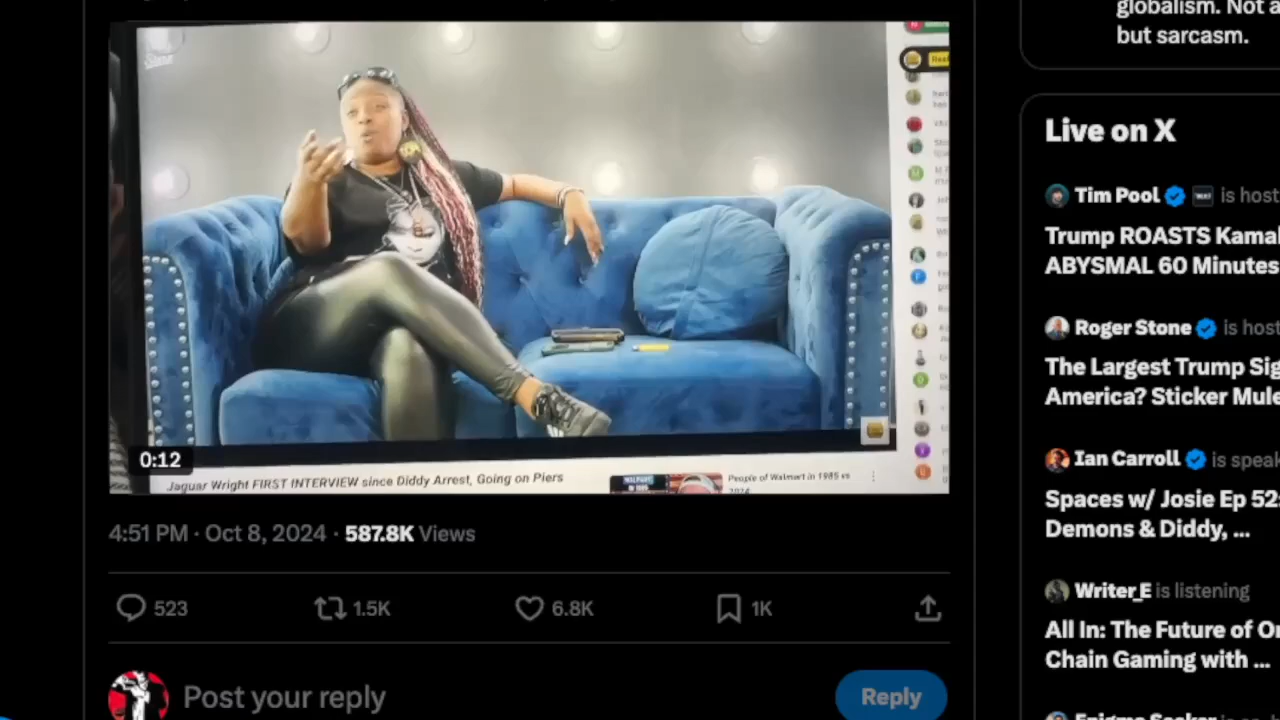 globalism. Not a
but sarcasm.
Live on X
Tim Pool is host
Trump ROASTS Kamal
ABYSMAL 60 Minutes
Roger Stone is host
The Largest Trump Sig
America? Sticker Mule
Ian Carroll is speak
Spaces w/ Josie Ep 52:
Demons & Diddy, ...
Writer_E is listening
All In: The Future of On
Chain Gaming with ...
0:12
Jaguar Wright FIRST INTERVIEW since Diddy Arrest, Going on Piers
People of Walmart in 1985 vs
2024
4:51 PM · Oct 8, 2024 · 587.8K Views
523
1.5K
6.8K
1K
Post your reply
Reply